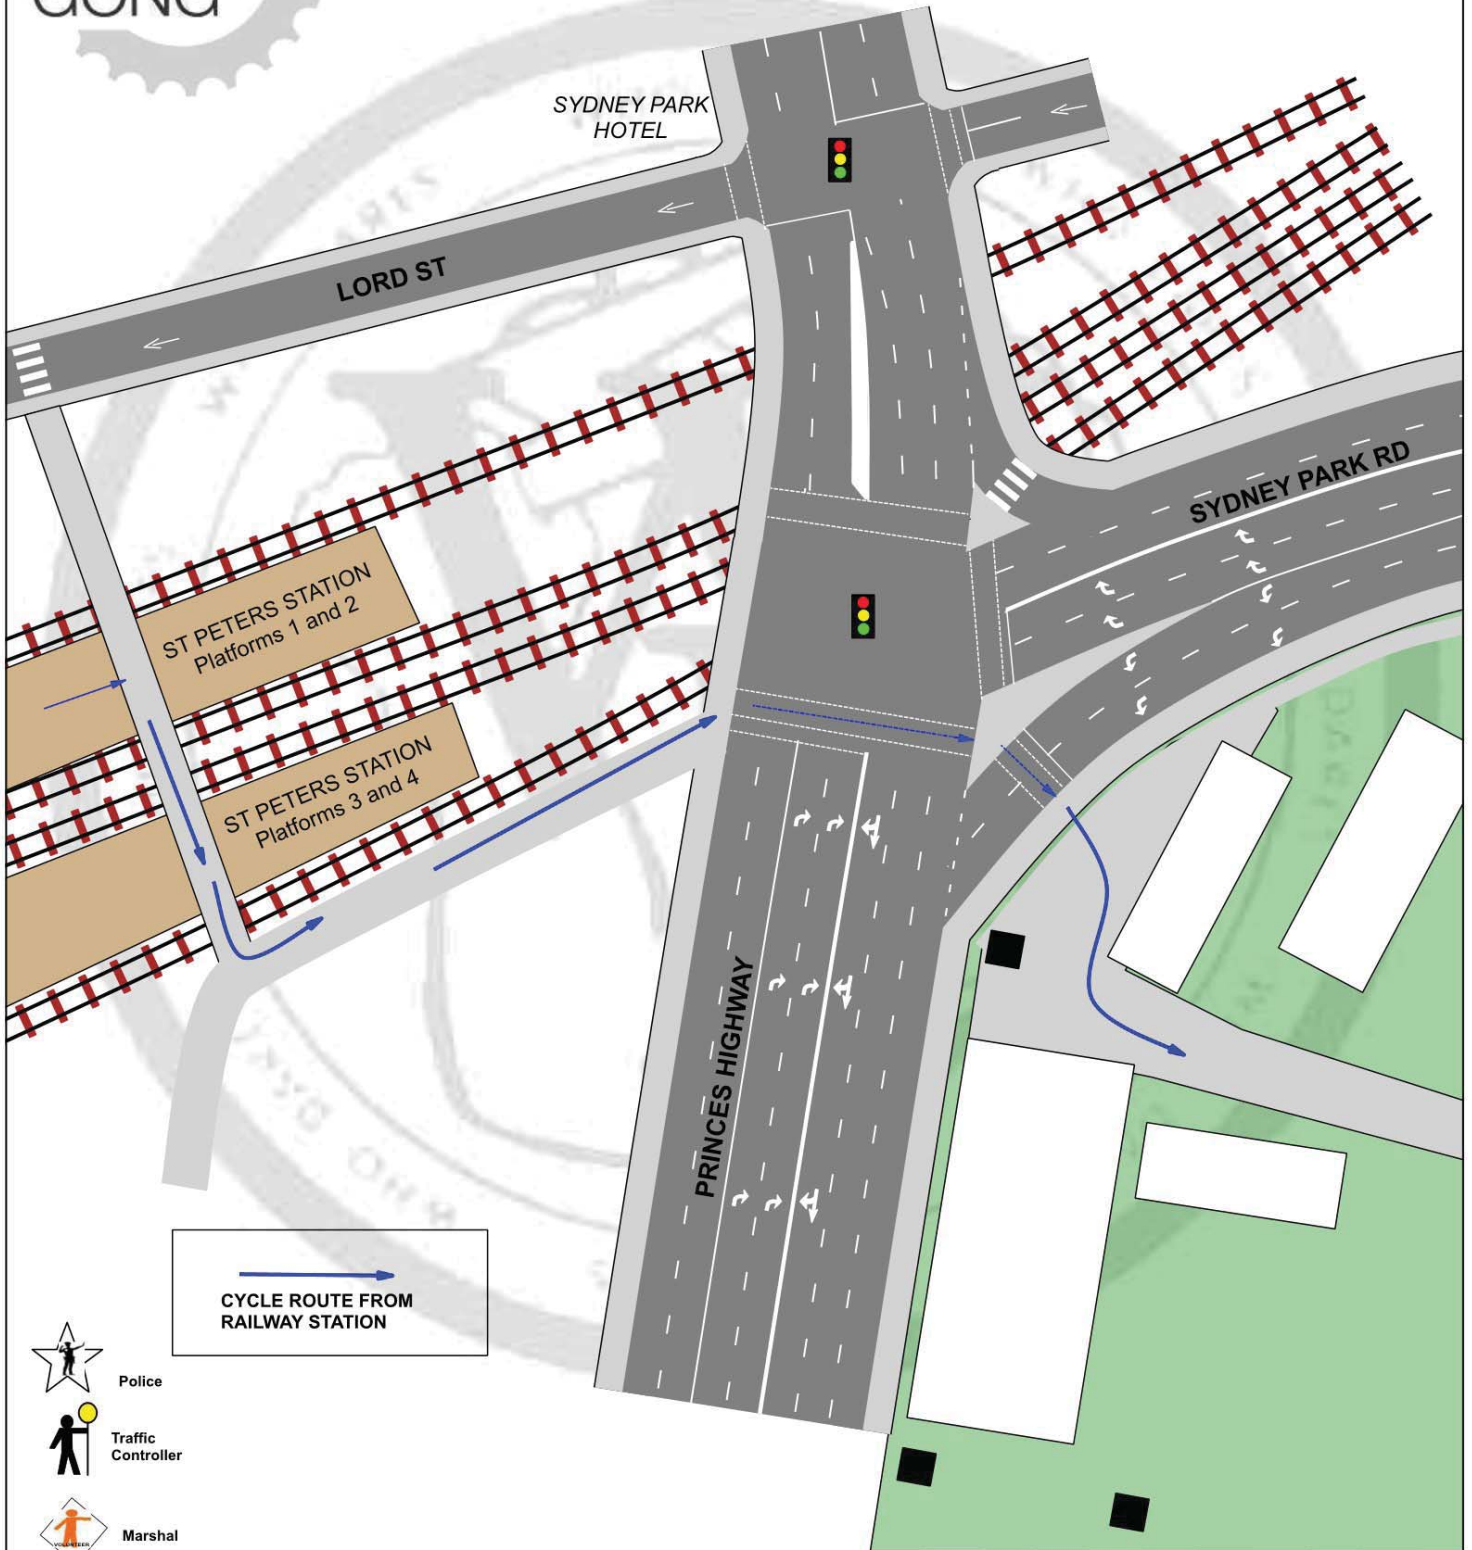 GONG
SYDNEY PARK
HOTEL
LORD ST
SYDNEY PARK RD
ST PETERS STATION
Platforms 1 and 2
ST PETERS STATION
Platforms 3 and 4
PRINCES HIGHWAY
CYCLE ROUTE FROM
RAILWAY STATION
Police
Traffic
Controller
VOLUNTEER
Marshal